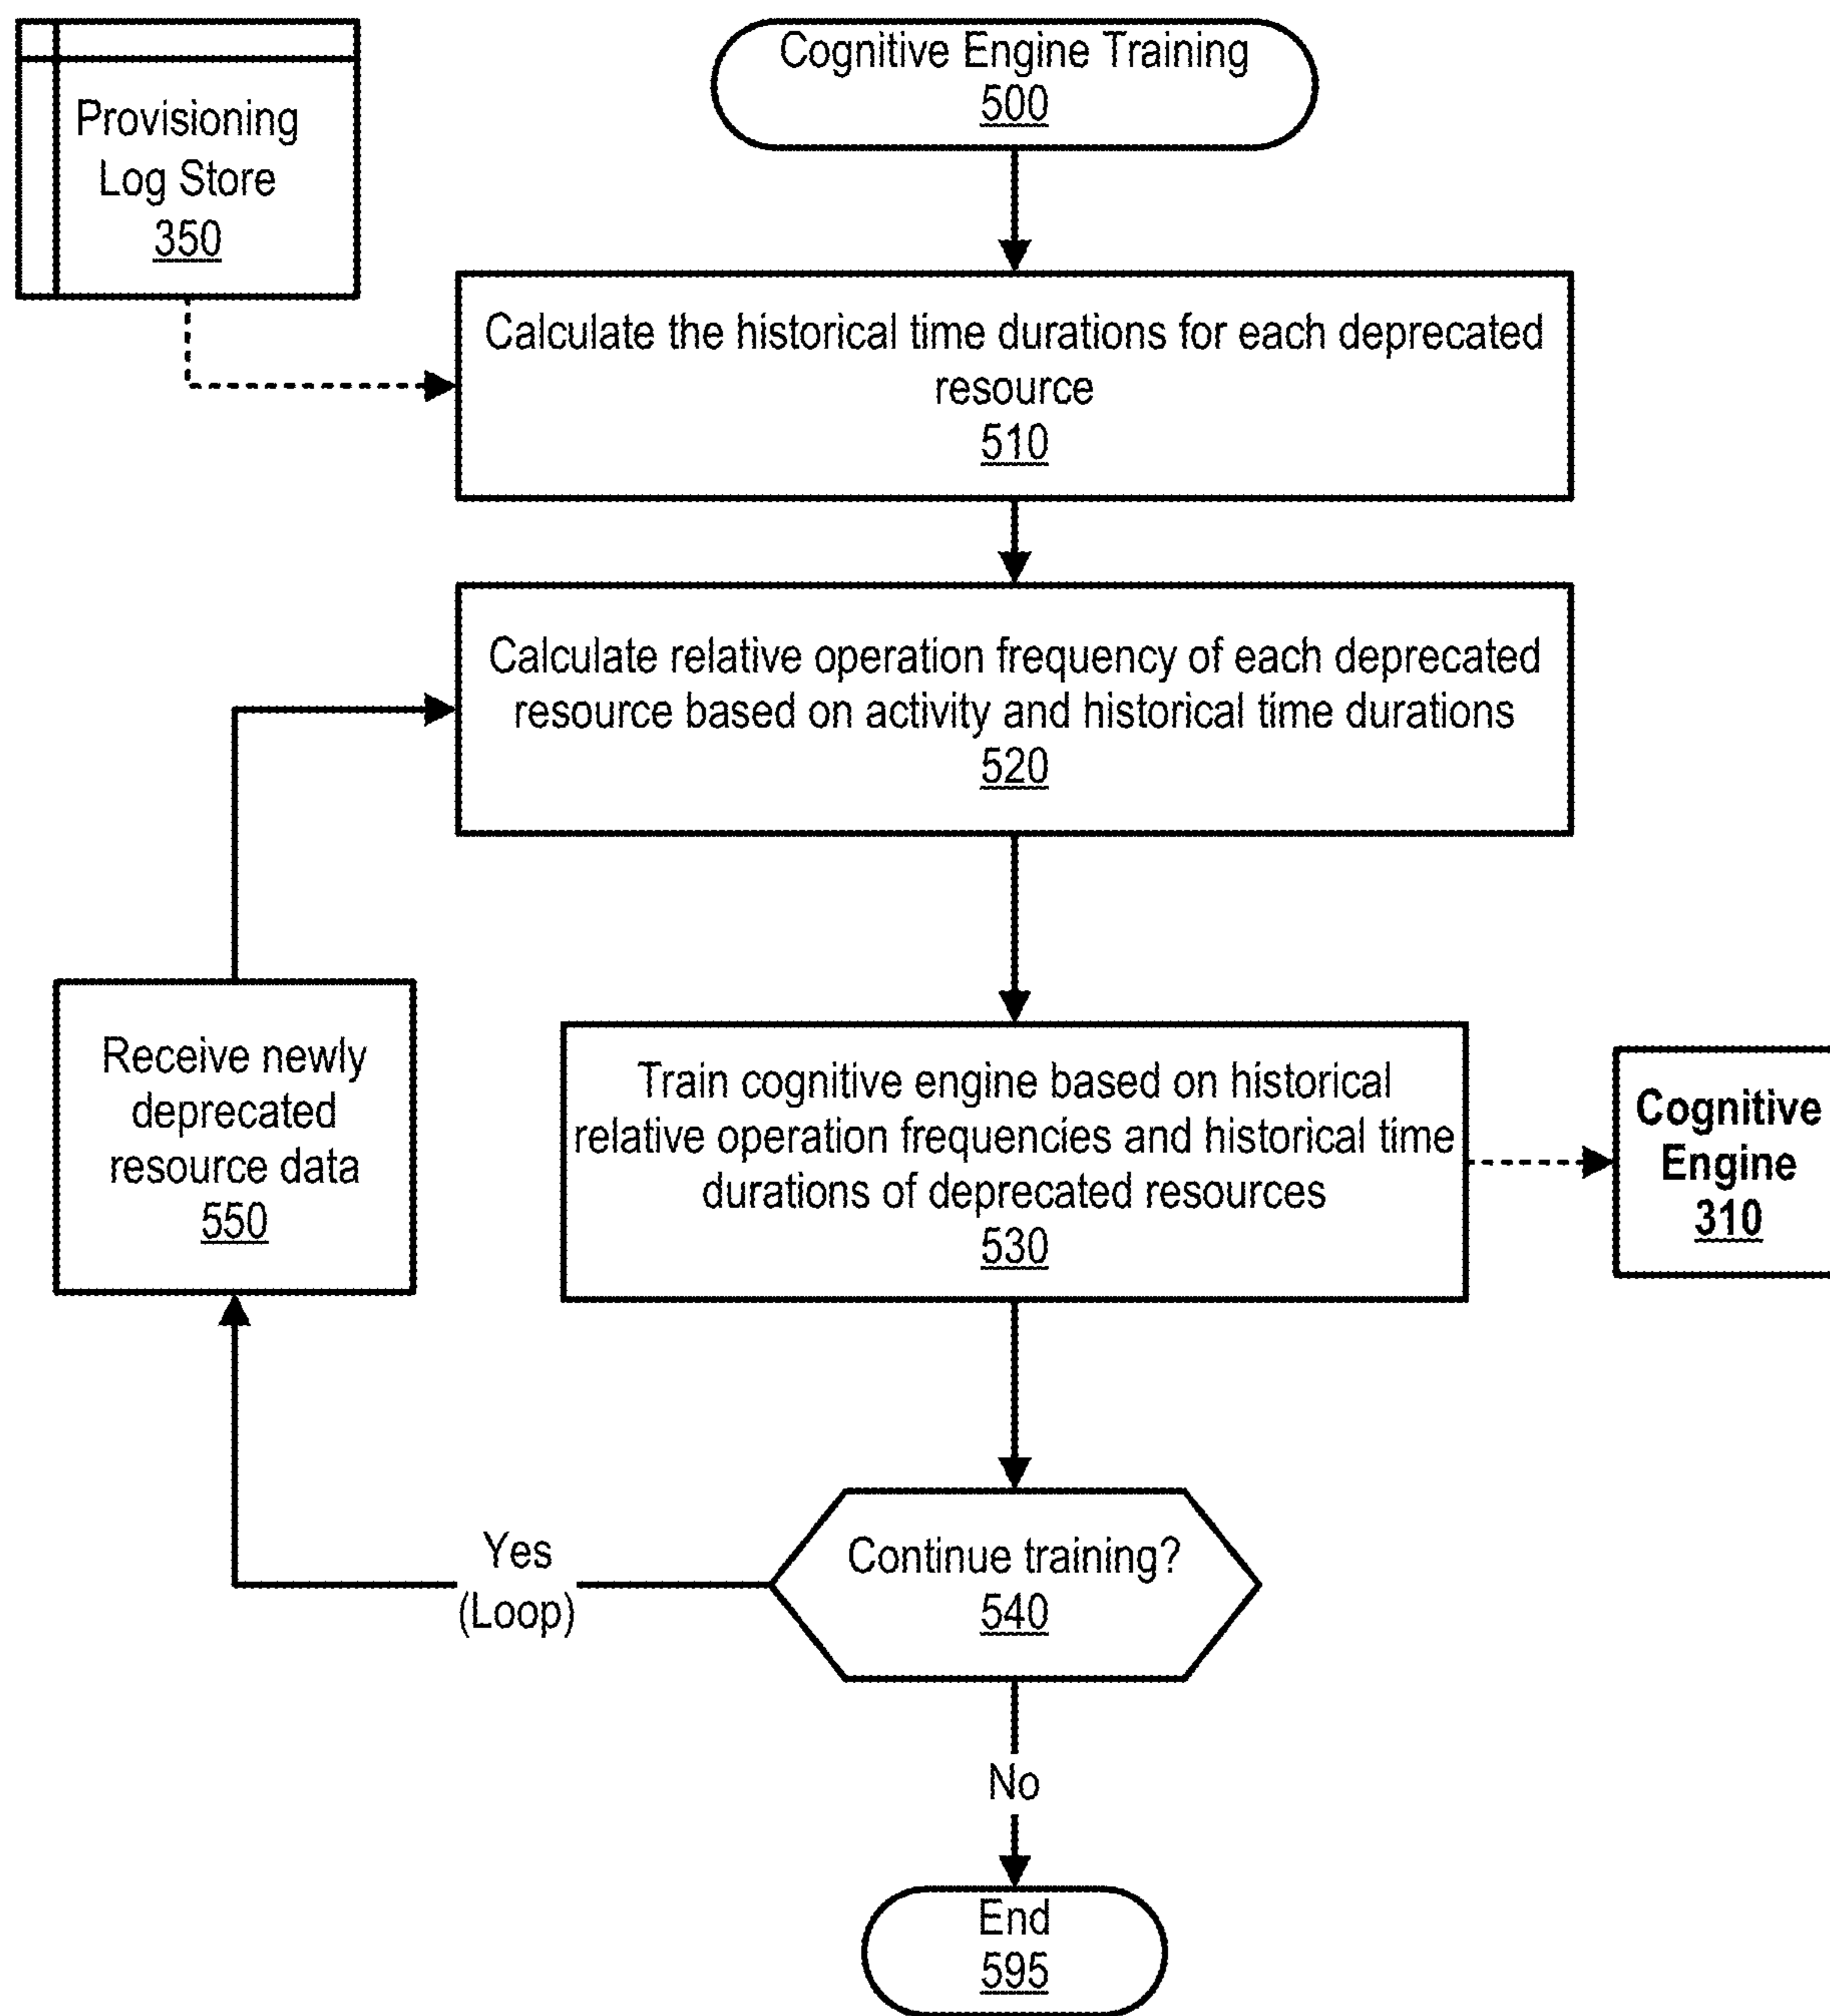 Cognitive Engine Training
500
Provisioning
Log Store
350
Calculate the historical time durations for each deprecated
resource
510
Calculate relative operation frequency of each deprecated
resource based on activity and historical time durations
520
Receive newly
deprecated
resource data
550
Train cognitive engine based on historical
relative operation frequencies and historical time
durations of deprecated resources
530
Cognitive
Engine
310
Yes
(Loop)
Continue training?
540
No
End
595